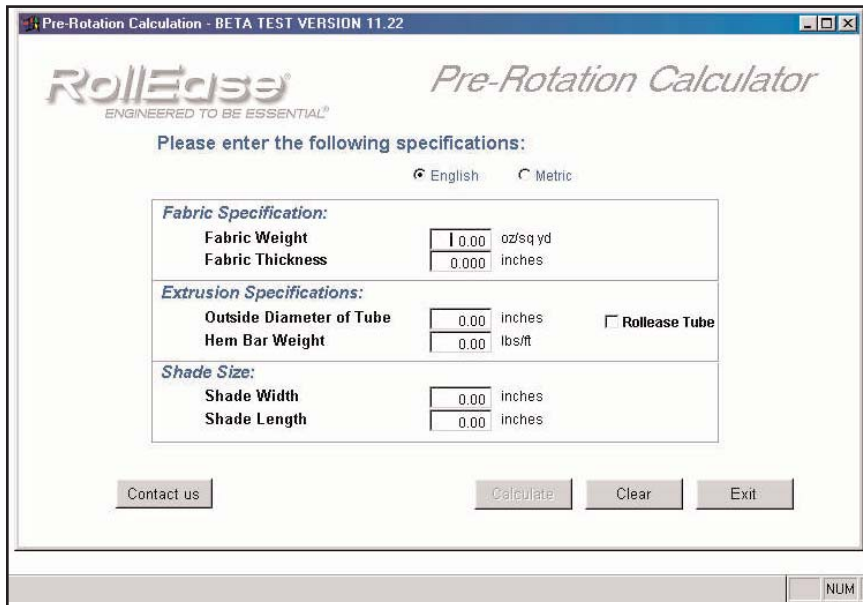 Pre-Rotation Calculation - BETA TEST VERSION 11.22
RollEase®
ENGINEERED TO BE ESSENTIAL®
Pre-Rotation Calculator
Please enter the following specifications:
English Metric
Fabric Specification:
Fabric Weight 0.00 oz/sq yd
Fabric Thickness 0.000 inches
Extrusion Specifications:
Outside Diameter of Tube 0.00 inches Rollease Tube
Hem Bar Weight 0.00 lbs/ft
Shade Size:
Shade Width 0.00 inches
Shade Length 0.00 inches
Contact us Calculate Clear Exit
NUM